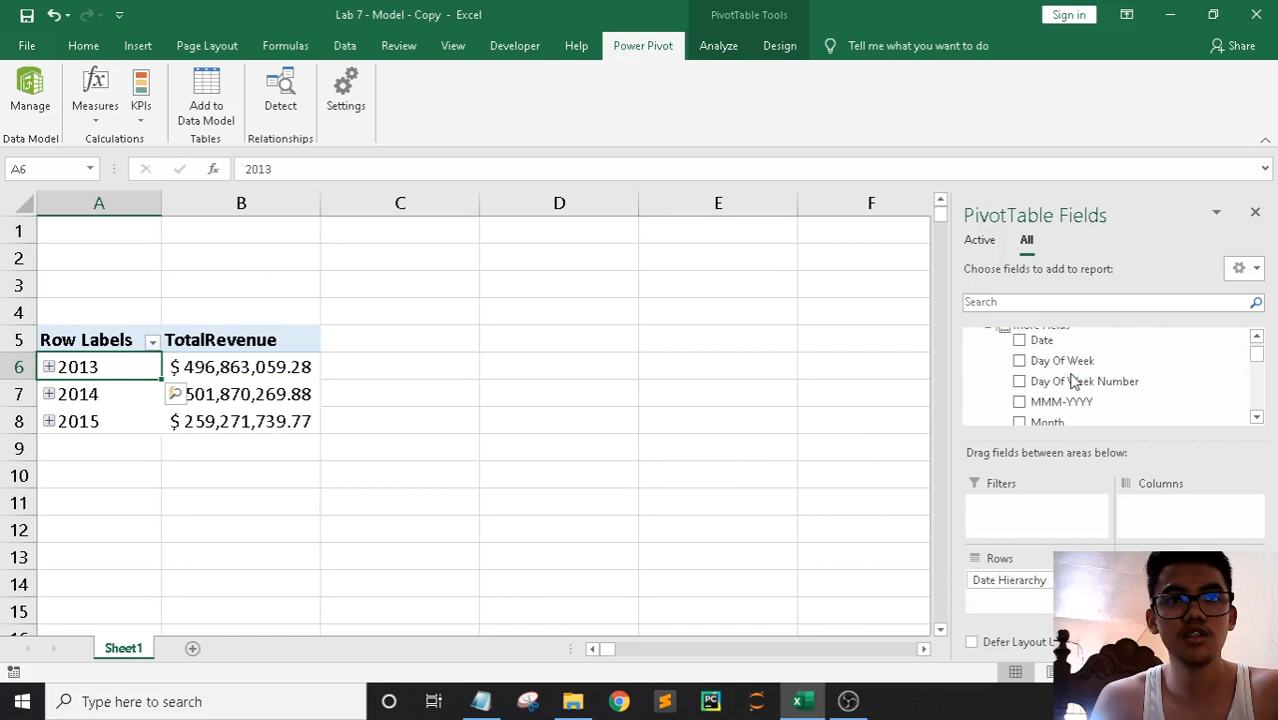 Lab 7 - Model - Copy - Excel
PivotTable Tools
Sign in
File Home Insert Page Layout Formulas Data Review View Developer Help Power Pivot Analyze Design Tell me what you want to do Share
Manage
Measures
KPIs
Add to
Data Model
Detect
Settings
Data Model Calculations Tables Relationships
A6
fx
2013
A B C D E F
1
2
3
4
5 Row Labels TotalRevenue
6 2013 $ 496,863,059.28
7 2014 501,870,269.88
8 2015 $ 259,271,739.77
9
10
11
12
13
14
15
Sheet1
PivotTable Fields
Active All
Choose fields to add to report:
Search
Date
Day Of Week
Day Of Week Number
MMM-YYYY
Month
Drag fields between areas below:
Filters
Columns
Rows
Date Hierarchy
Defer Layout
Type here to search